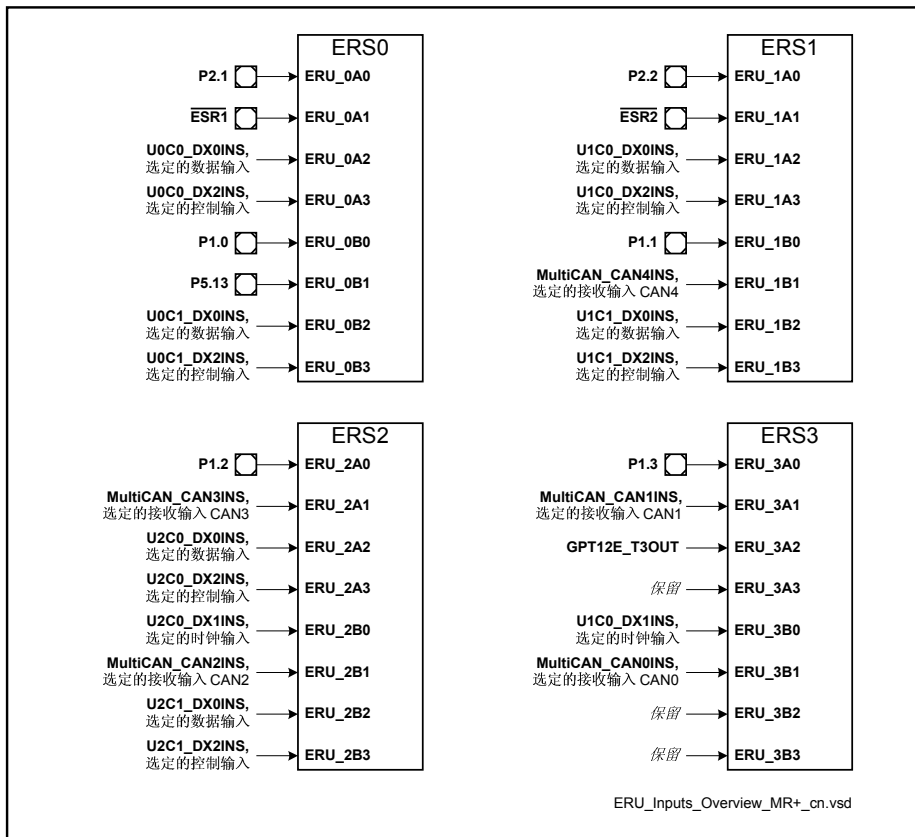 ERS0
P2.1 ERU_0A0
ESR1 ERU_0A1
U0C0_DX0INS,
选定的数据输入 ERU_0A2
U0C0_DX2INS,
选定的控制输入 ERU_0A3
P1.0 ERU_0B0
P5.13 ERU_0B1
U0C1_DX0INS,
选定的数据输入 ERU_0B2
U0C1_DX2INS,
选定的控制输入 ERU_0B3
ERS1
P2.2 ERU_1A0
ESR2 ERU_1A1
U1C0_DX0INS,
选定的数据输入 ERU_1A2
U1C0_DX2INS,
选定的控制输入 ERU_1A3
P1.1 ERU_1B0
MultiCAN_CAN4INS,
选定的接收输入 CAN4 ERU_1B1
U1C1_DX0INS,
选定的数据输入 ERU_1B2
U1C1_DX2INS,
选定的控制输入 ERU_1B3
ERS2
P1.2 ERU_2A0
MultiCAN_CAN3INS,
选定的接收输入 CAN3 ERU_2A1
U2C0_DX0INS,
选定的数据输入 ERU_2A2
U2C0_DX2INS,
选定的控制输入 ERU_2A3
U2C0_DX1INS,
选定的时钟输入 ERU_2B0
MultiCAN_CAN2INS,
选定的接收输入 CAN2 ERU_2B1
U2C1_DX0INS,
选定的数据输入 ERU_2B2
U2C1_DX2INS,
选定的控制输入 ERU_2B3
ERS3
P1.3 ERU_3A0
MultiCAN_CAN1INS,
选定的接收输入 CAN1 ERU_3A1
GPT12E_T3OUT ERU_3A2
保留 ERU_3A3
U1C0_DX1INS,
选定的时钟输入 ERU_3B0
MultiCAN_CAN0INS,
选定的接收输入 CAN0 ERU_3B1
保留 ERU_3B2
保留 ERU_3B3
ERU_Inputs_Overview_MR+_cn.vsd